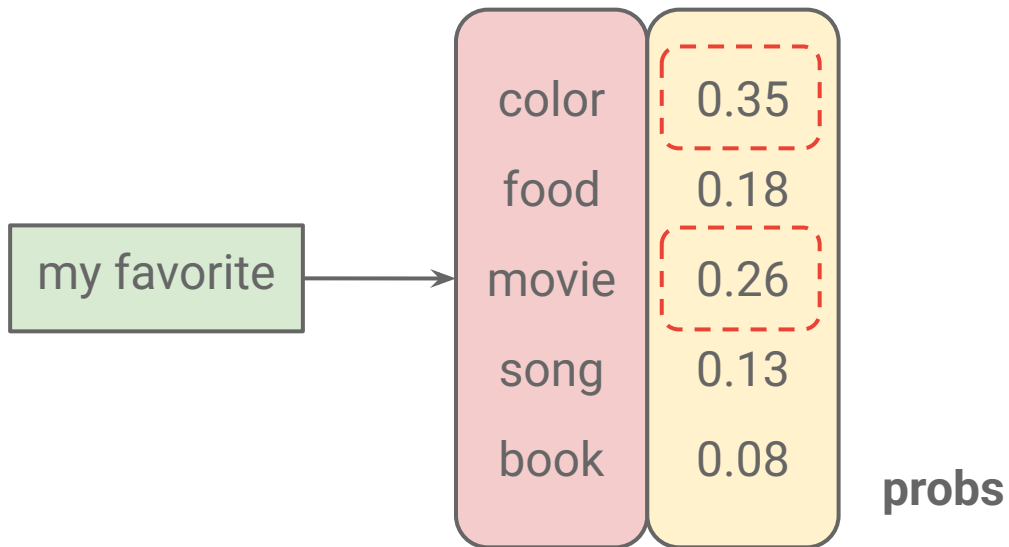 color 0.35
food 0.18
my favorite
movie 0.26
song 0.13
book 0.08
probs